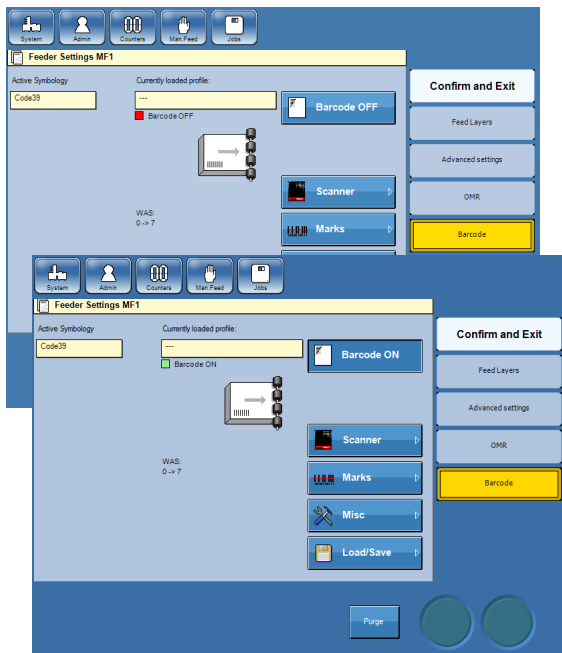 System Admin Counters Man.Feed Jobs
Feeder Settings MF1
Active Symbology Currently loaded profile:
Code39 --- Barcode OFF
Barcode OFF
Scanner
WAS:
0 -> 7
Marks
Confirm and Exit
Feed Layers
Advanced settings
OMR
Barcode
System Admin Counters Man.Feed Jobs
Feeder Settings MF1
Active Symbology Currently loaded profile:
Code39 --- Barcode ON
Barcode ON
Scanner
WAS:
0 -> 7
Marks
Misc
Load/Save
Confirm and Exit
Feed Layers
Advanced settings
OMR
Barcode
Purge